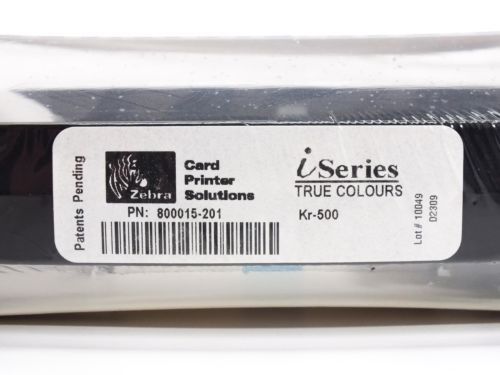 Patents Pending
Zebra
Card
Printer
Solutions
PN: 800015-201
iSeries
TRUE COLOURS
Kr-500
Lot # 10049
D2309